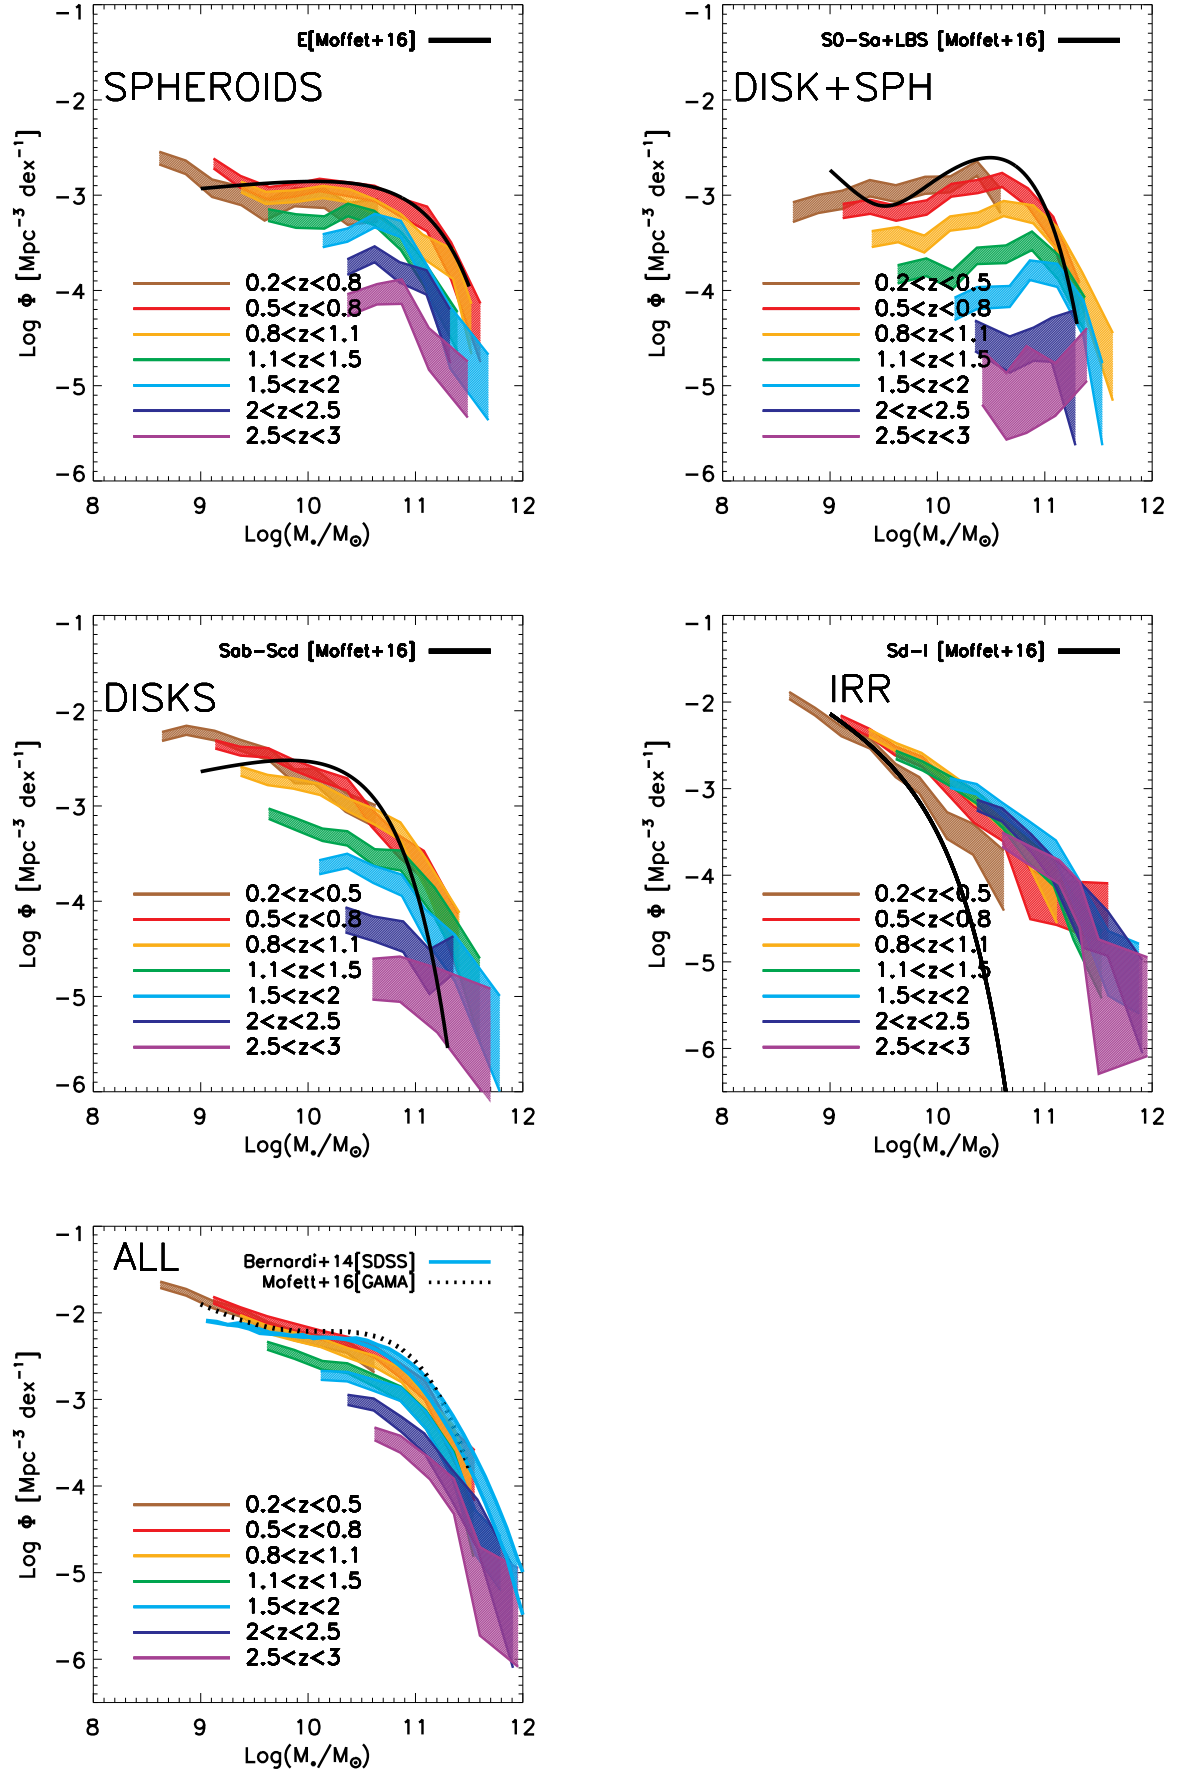 E[Moffet+16]
SPHEROIDS
-1
-2
-3
-4
-5
-6
Log Φ [Mpc⁻³ dex⁻¹]
0.2<z<0.8
0.5<z<0.8
0.8<z<1.1
1.1<z<1.5
1.5<z<2
2<z<2.5
2.5<z<3
8 9 10 11 12
Log(M*/M⊙)
S0-Sa+LBS [Moffet+16]
DISK+SPH
-1
-2
-3
-4
-5
-6
Log Φ [Mpc⁻³ dex⁻¹]
0.2<z<0.5
0.5<z<0.8
0.8<z<1.1
1.1<z<1.5
1.5<z<2
2<z<2.5
2.5<z<3
8 9 10 11 12
Log(M*/M⊙)
Sab-Scd [Moffet+16]
DISKS
-1
-2
-3
-4
-5
-6
Log Φ [Mpc⁻³ dex⁻¹]
0.2<z<0.5
0.5<z<0.8
0.8<z<1.1
1.1<z<1.5
1.5<z<2
2<z<2.5
2.5<z<3
8 9 10 11 12
Log(M*/M⊙)
Sd-I [Moffet+16]
IRR
-1
-2
-3
-4
-5
-6
Log Φ [Mpc⁻³ dex⁻¹]
0.2<z<0.5
0.5<z<0.8
0.8<z<1.1
1.1<z<1.5
1.5<z<2
2<z<2.5
2.5<z<3
8 9 10 11 12
Log(M*/M⊙)
ALL
Bernardi+14[SDSS]
Mofett+16[GAMA]
-1
-2
-3
-4
-5
-6
Log Φ [Mpc⁻³ dex⁻¹]
0.2<z<0.5
0.5<z<0.8
0.8<z<1.1
1.1<z<1.5
1.5<z<2
2<z<2.5
2.5<z<3
8 9 10 11 12
Log(M*/M⊙)